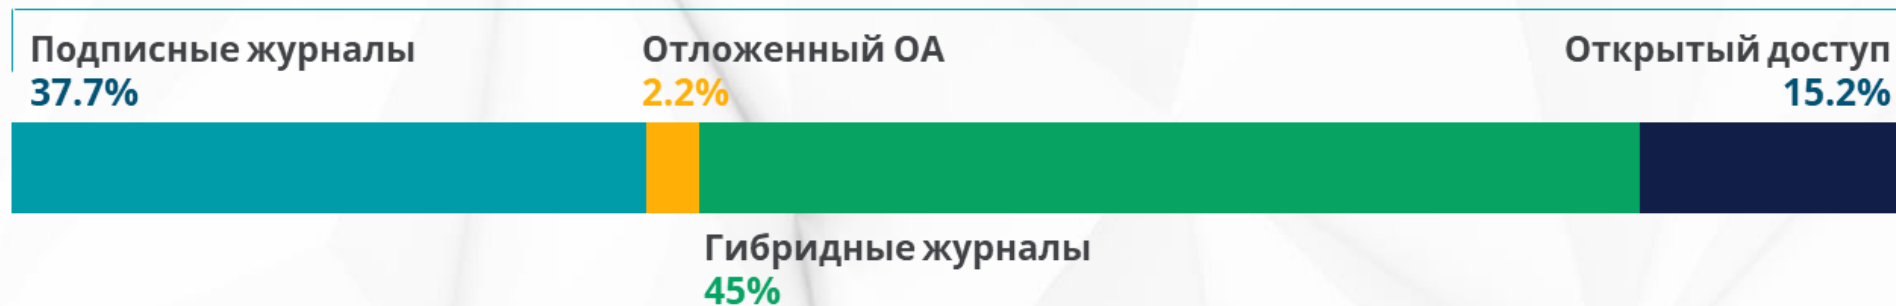 Подписные журналы
37.7%
Отложенный ОА
2.2%
Открытый доступ
15.2%
Гибридные журналы
45%